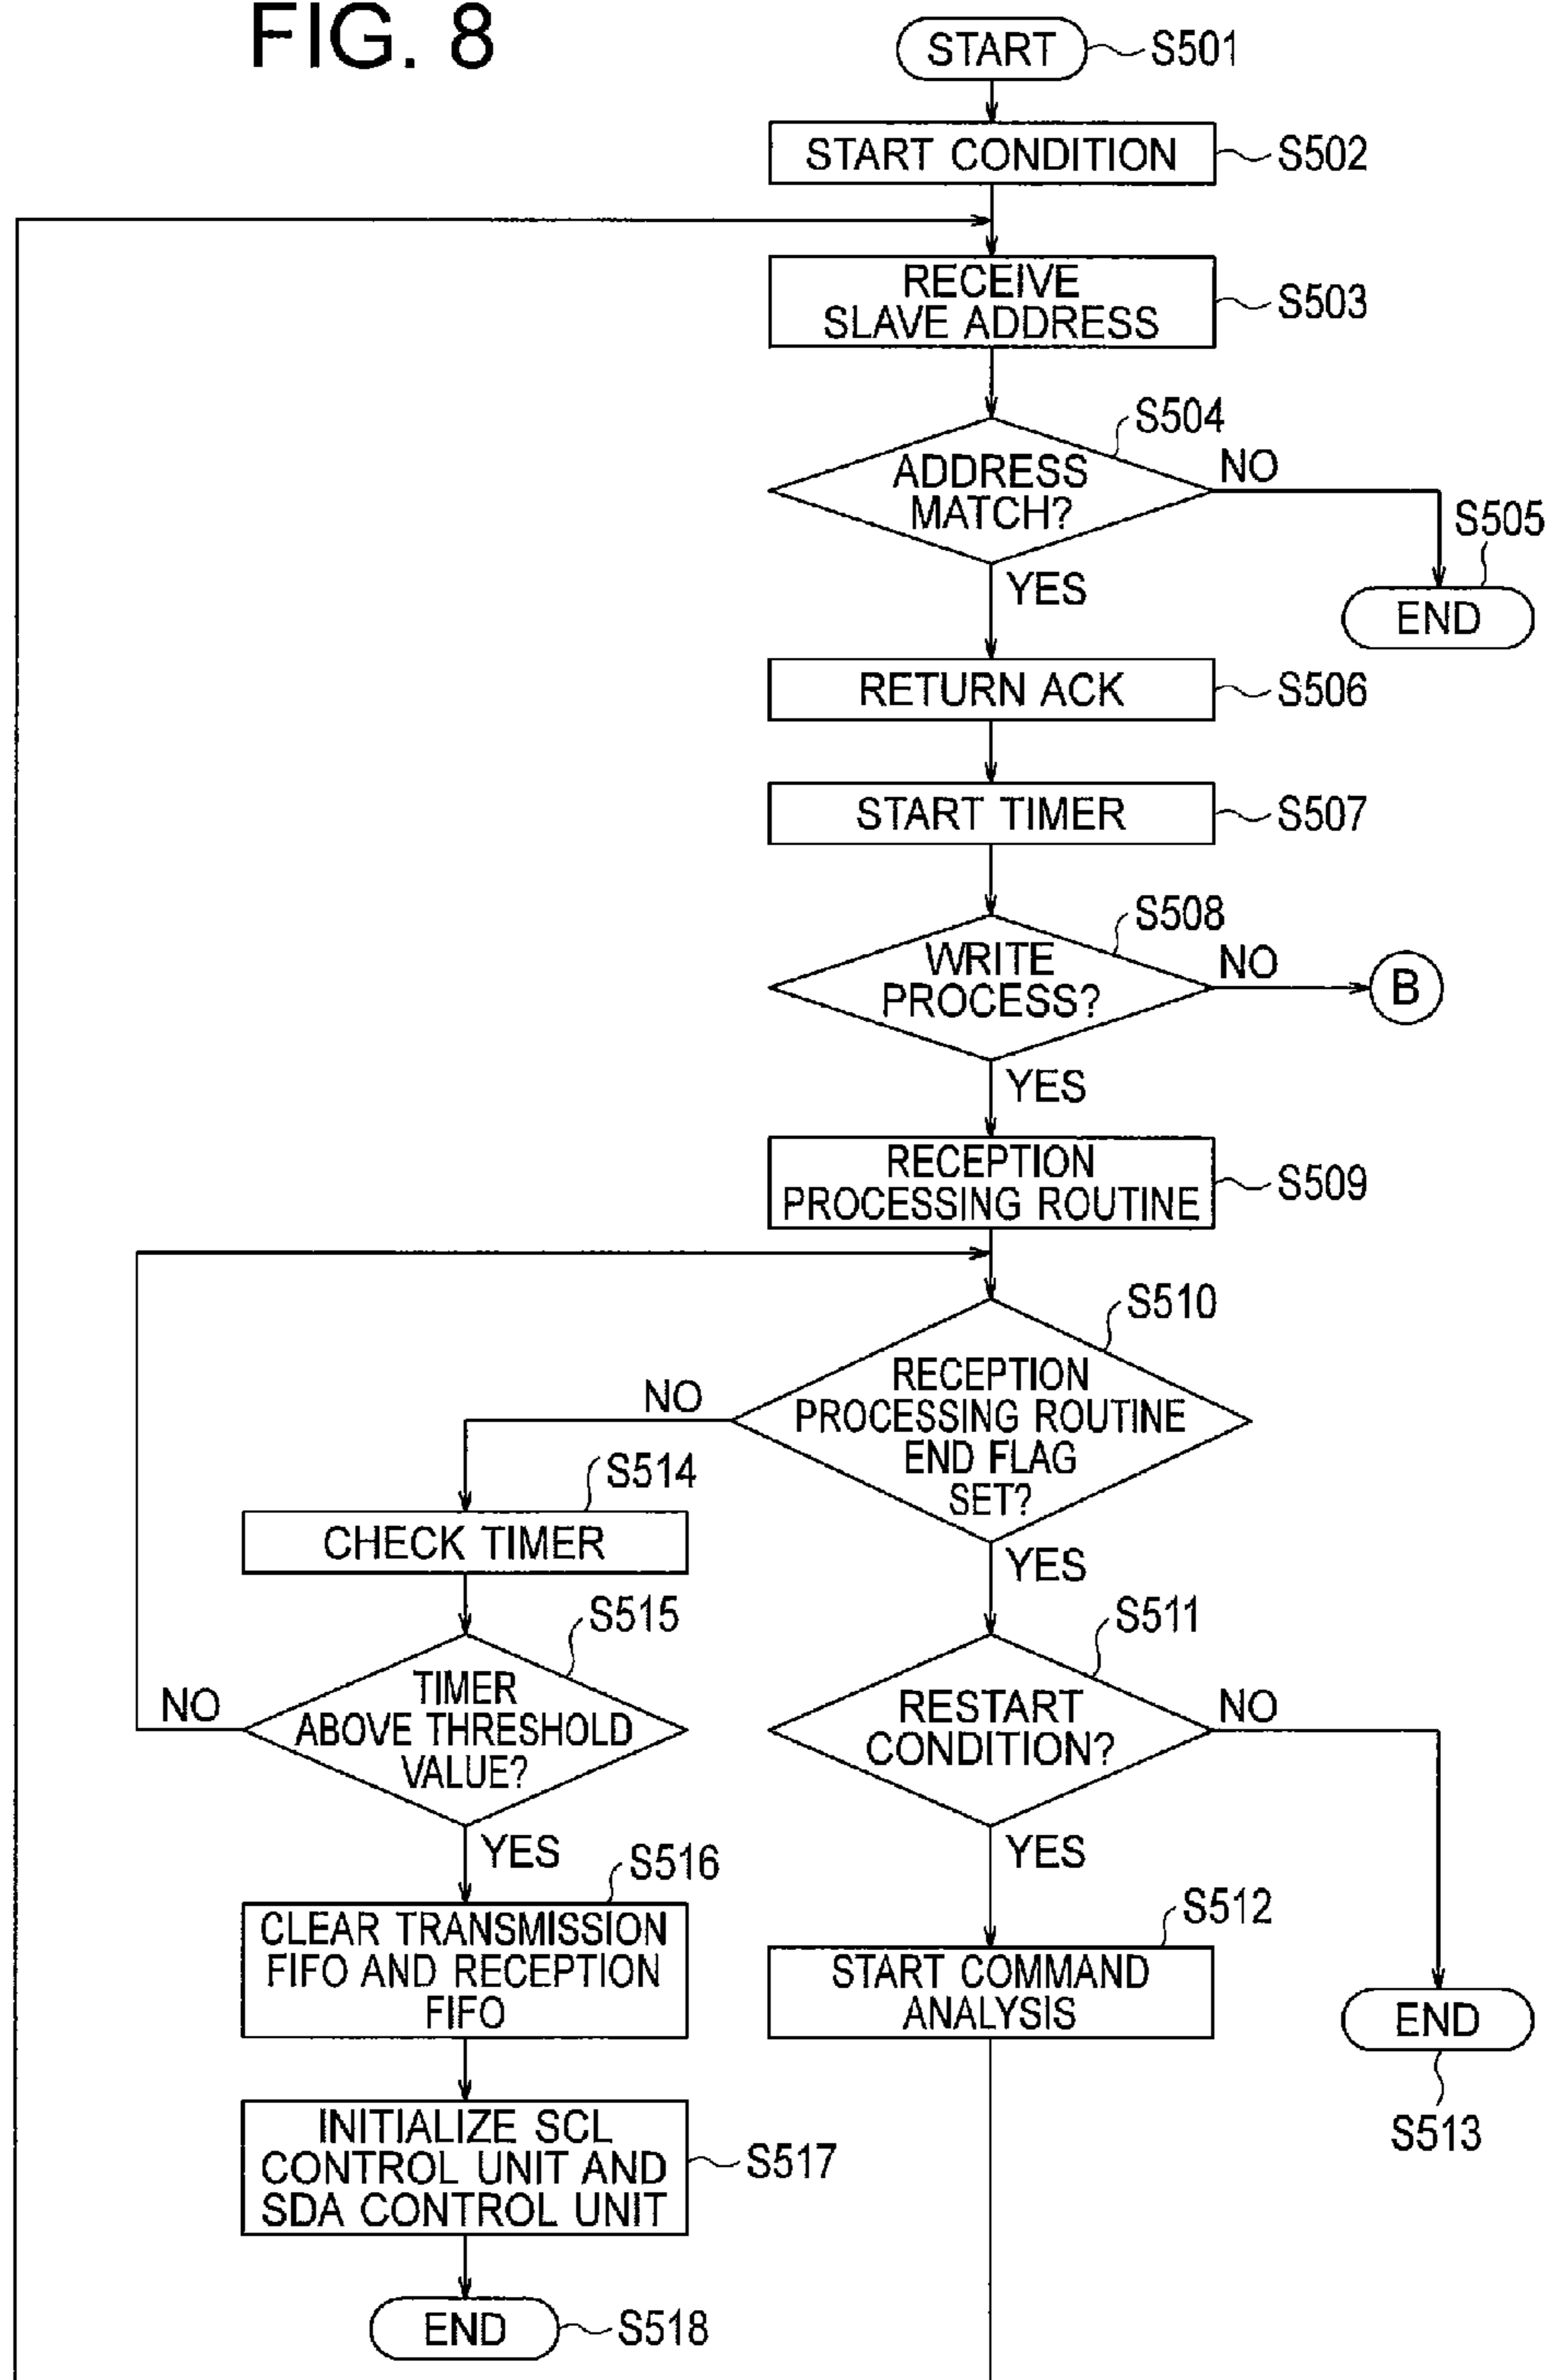 FIG. 8
START
S501
START CONDITION
S502
RECEIVE
SLAVE ADDRESS
S503
S504
ADDRESS
MATCH?
NO
S505
END
YES
RETURN ACK
S506
START TIMER
S507
S508
WRITE
PROCESS?
NO
B
YES
RECEPTION
PROCESSING ROUTINE
S509
S510
RECEPTION
PROCESSING ROUTINE
END FLAG
SET?
NO
S514
CHECK TIMER
YES
S515
TIMER
ABOVE THRESHOLD
VALUE?
NO
S511
RESTART
CONDITION?
NO
YES
S516
CLEAR TRANSMISSION
FIFO AND RECEPTION
FIFO
YES
S512
START COMMAND
ANALYSIS
END
S513
INITIALIZE SCL
CONTROL UNIT AND
SDA CONTROL UNIT
S517
END
S518